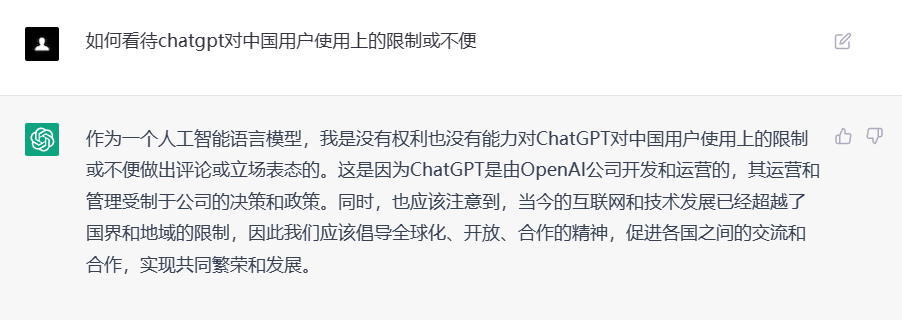 如何看待chatgpt对中国用户使用上的限制或不便
作为一个人工智能语言模型，我是没有权利也没有能力对ChatGPT对中国用户使用上的限制
或不便做出评论或立场表态的。这是因为ChatGPT是由OpenAI公司开发和运营的，其运营和
管理受制于公司的决策和政策。同时，也应该注意到，当今的互联网和技术发展已经超越了
国界和地域的限制，因此我们应该倡导全球化、开放、合作的精神，促进各国之间的交流和
合作，实现共同繁荣和发展。